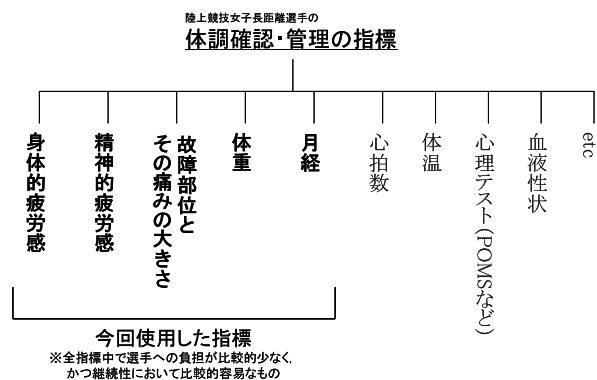 陸上競技女子長距離選手の
体調確認・管理の指標
身体的疲労感
精神的疲労感
故障部位と
その痛みの大きさ
体重
月経
心拍数
体温
心理テスト(POMSなど)
血液性状
etc
今回使用した指標
※全指標中で選手への負担が比較的少なく,
かつ継続性において比較的容易なもの